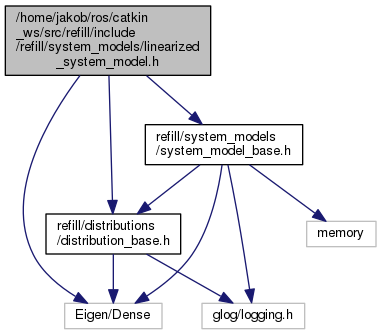 /home/jakob/ros/catkin
_ws/src/refill/include
/refill/system_models/linearized
_system_model.h
refill/system_models
/system_model_base.h
refill/distributions
/distribution_base.h
memory
Eigen/Dense
glog/logging.h